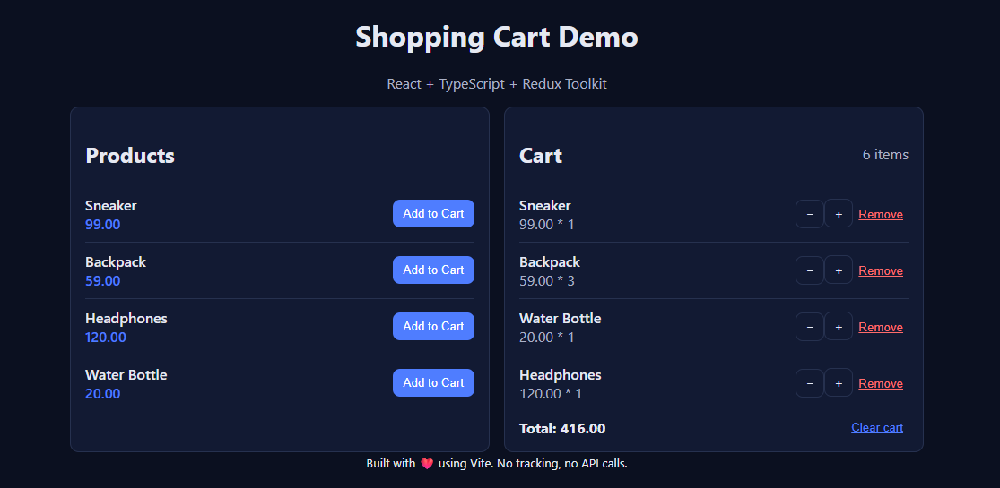 Shopping Cart Demo
React + TypeScript + Redux Toolkit
Products
Sneaker
99.00
Add to Cart
Backpack
59.00
Add to Cart
Headphones
120.00
Add to Cart
Water Bottle
20.00
Add to Cart
Cart
6 items
Sneaker
99.00 * 1
− + Remove
Backpack
59.00 * 3
− + Remove
Water Bottle
20.00 * 1
− + Remove
Headphones
120.00 * 1
− + Remove
Total: 416.00
Clear cart
Built with ❤️ using Vite. No tracking, no API calls.